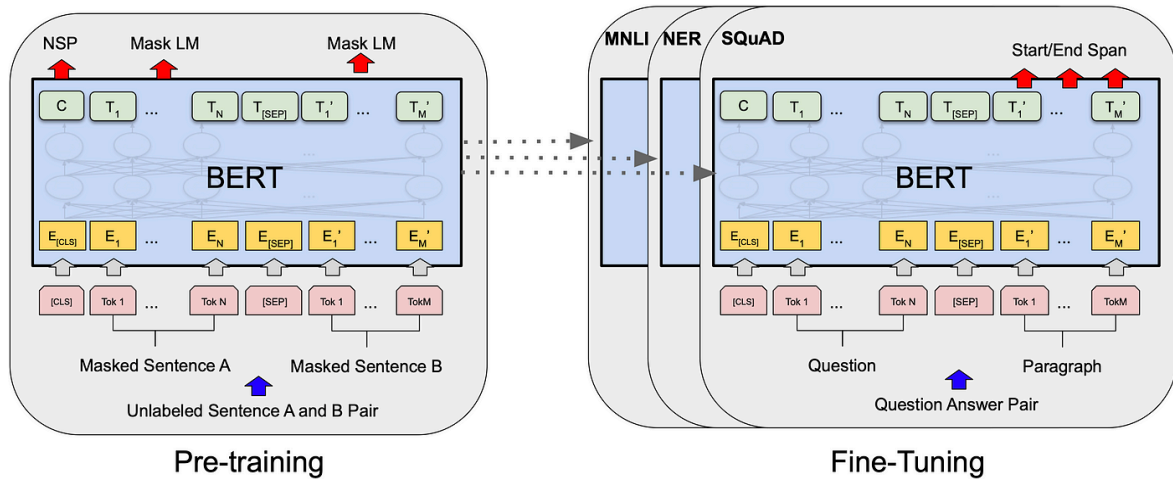 NSP Mask LM Mask LM
C T1 ... TN T[SEP] T1' ... TM'
...
BERT
...
E[CLS] E1 ... EN E[SEP] E1' ... EM'
[CLS] Tok 1 ... Tok N [SEP] Tok 1 ... TokM
Masked Sentence A Masked Sentence B
Unlabeled Sentence A and B Pair
Pre-training
MNLI NER SQuAD
Start/End Span
C T1 ... TN T[SEP] T1' ... TM'
...
BERT
...
E[CLS] E1 ... EN E[SEP] E1' ... EM'
[CLS] Tok 1 ... Tok N [SEP] Tok 1 ... TokM
Question Paragraph
Question Answer Pair
Fine-Tuning